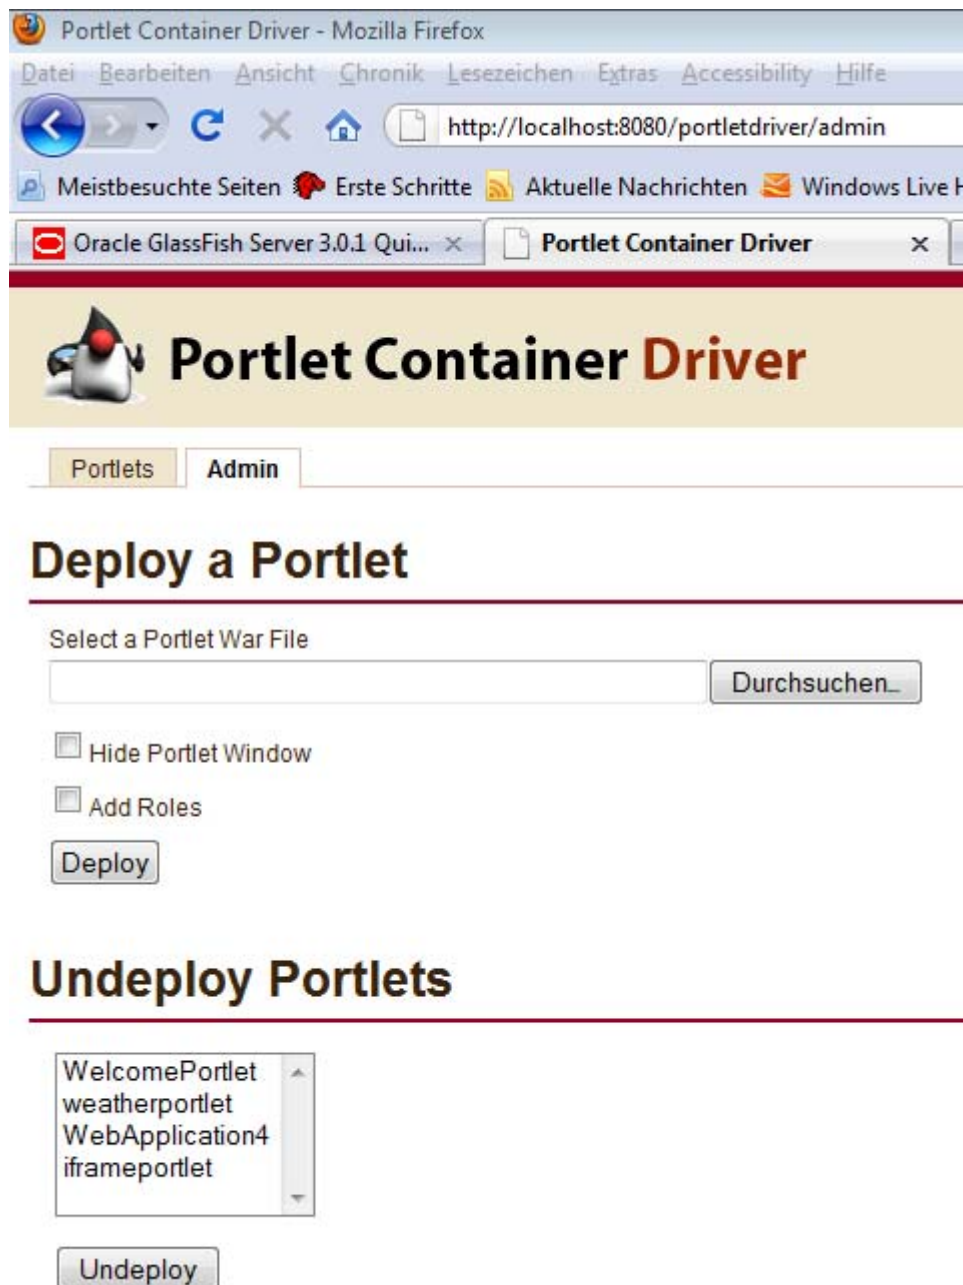 Portlet Container Driver - Mozilla Firefox
Datei Bearbeiten Ansicht Chronik Lesezeichen Extras Accessibility Hilfe
http://localhost:8080/portletdriver/admin
Meistbesuchte Seiten Erste Schritte Aktuelle Nachrichten Windows Live
Oracle GlassFish Server 3.0.1 Qui... Portlet Container Driver
Portlet Container Driver
Portlets Admin
Deploy a Portlet
Select a Portlet War File
Durchsuchen...
Hide Portlet Window
Add Roles
Deploy
Undeploy Portlets
WelcomePortlet
weatherportlet
WebApplication4
iframeportlet
Undeploy